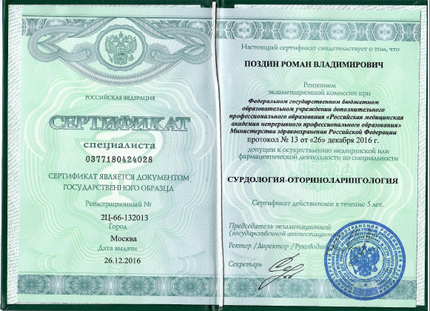 РОССИЙСКАЯ ФЕДЕРАЦИЯ
СЕРТИФИКАТ
специалиста
0377180424028
СЕРТИФИКАТ ЯВЛЯЕТСЯ ДОКУМЕНТОМ
ГОСУДАРСТВЕННОГО ОБРАЗЦА
Регистрационный №
2Ц-66-132013
Город
Москва
Дата выдачи
26.12.2016
Настоящий сертификат свидетельствует о том, что
ПОЗДИН РОМАН ВЛАДИМИРОВИЧ
Решением
экзаменационной комиссии при
Федеральном государственном бюджетном
образовательном учреждении дополнительного
профессионального образования «Российская медицинская
академия непрерывного профессионального образования»
Министерства здравоохранения Российской Федерации
протокол № 13 от «26» декабря 2016 г.
допущен к осуществлению медицинской или
фармацевтической деятельности по специальности
СУРДОЛОГИЯ-ОТОРИНОЛАРИНГОЛОГИЯ
Сертификат действителен в течение 5 лет.
Председатель экзаменационной
(государственной аттестационной
Ректор / Директор / Руководитель
Секретарь